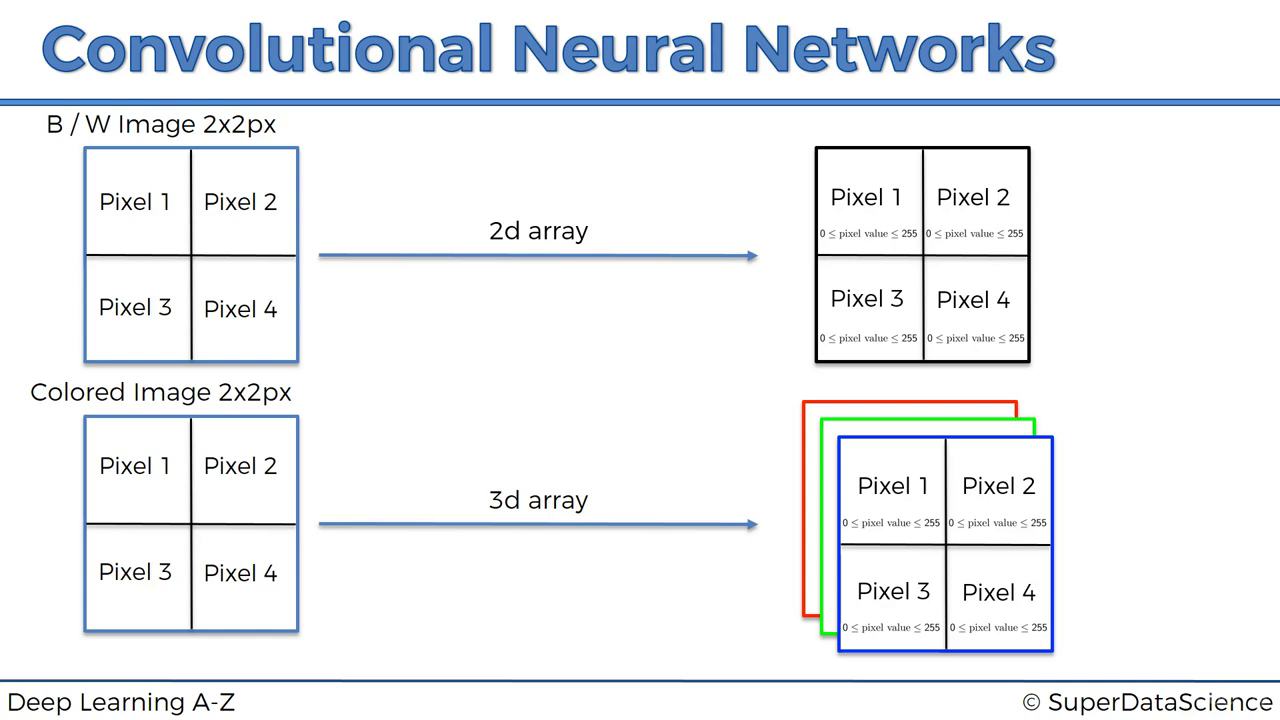 Convolutional Neural Networks
B / W Image 2x2px
Pixel 1 Pixel 2
Pixel 3 Pixel 4
2d array
Pixel 1 Pixel 2
0 ≤ pixel value ≤ 255 0 ≤ pixel value ≤ 255
Pixel 3 Pixel 4
0 ≤ pixel value ≤ 255 0 ≤ pixel value ≤ 255
Colored Image 2x2px
Pixel 1 Pixel 2
Pixel 3 Pixel 4
3d array
Pixel 1 Pixel 2
0 ≤ pixel value ≤ 255 0 ≤ pixel value ≤ 255
Pixel 3 Pixel 4
0 ≤ pixel value ≤ 255 0 ≤ pixel value ≤ 255
Deep Learning A-Z
© SuperDataScience